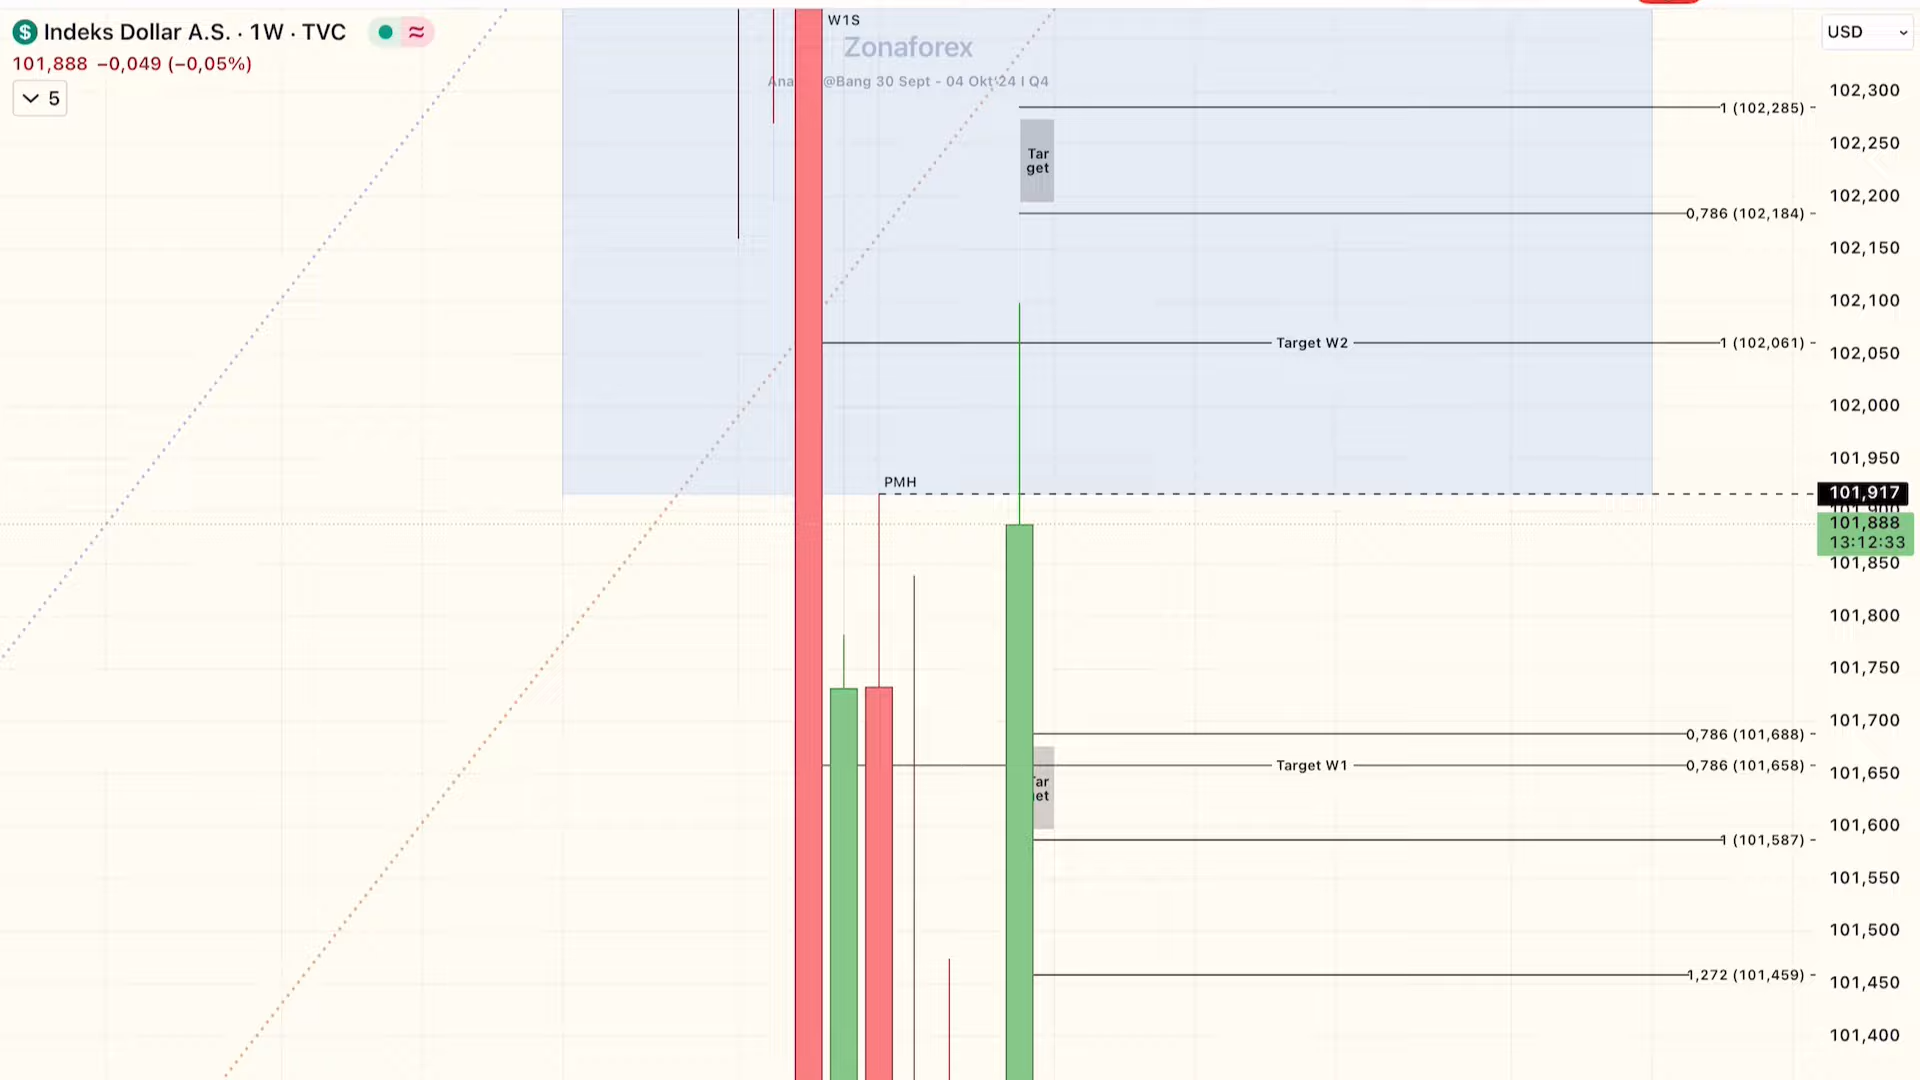 Indeks Dollar A.S. · 1W · TVC
101,888 −0,049 (−0,05%)
5
W1S
Zonaforex
@Bang 30 Sept - 04 Okt'24 I Q4
USD
102,300
1 (102,285)
102,250
Tar
get
102,200
0,786 (102,184)
102,150
102,100
Target W2
1 (102,061)
102,050
102,000
101,950
PMH
101,917
101,888
13:12:33
101,850
101,800
101,750
101,700
0,786 (101,688)
Target W1
0,786 (101,658)
101,650
101,600
1 (101,587)
101,550
101,500
1,272 (101,459)
101,450
101,400